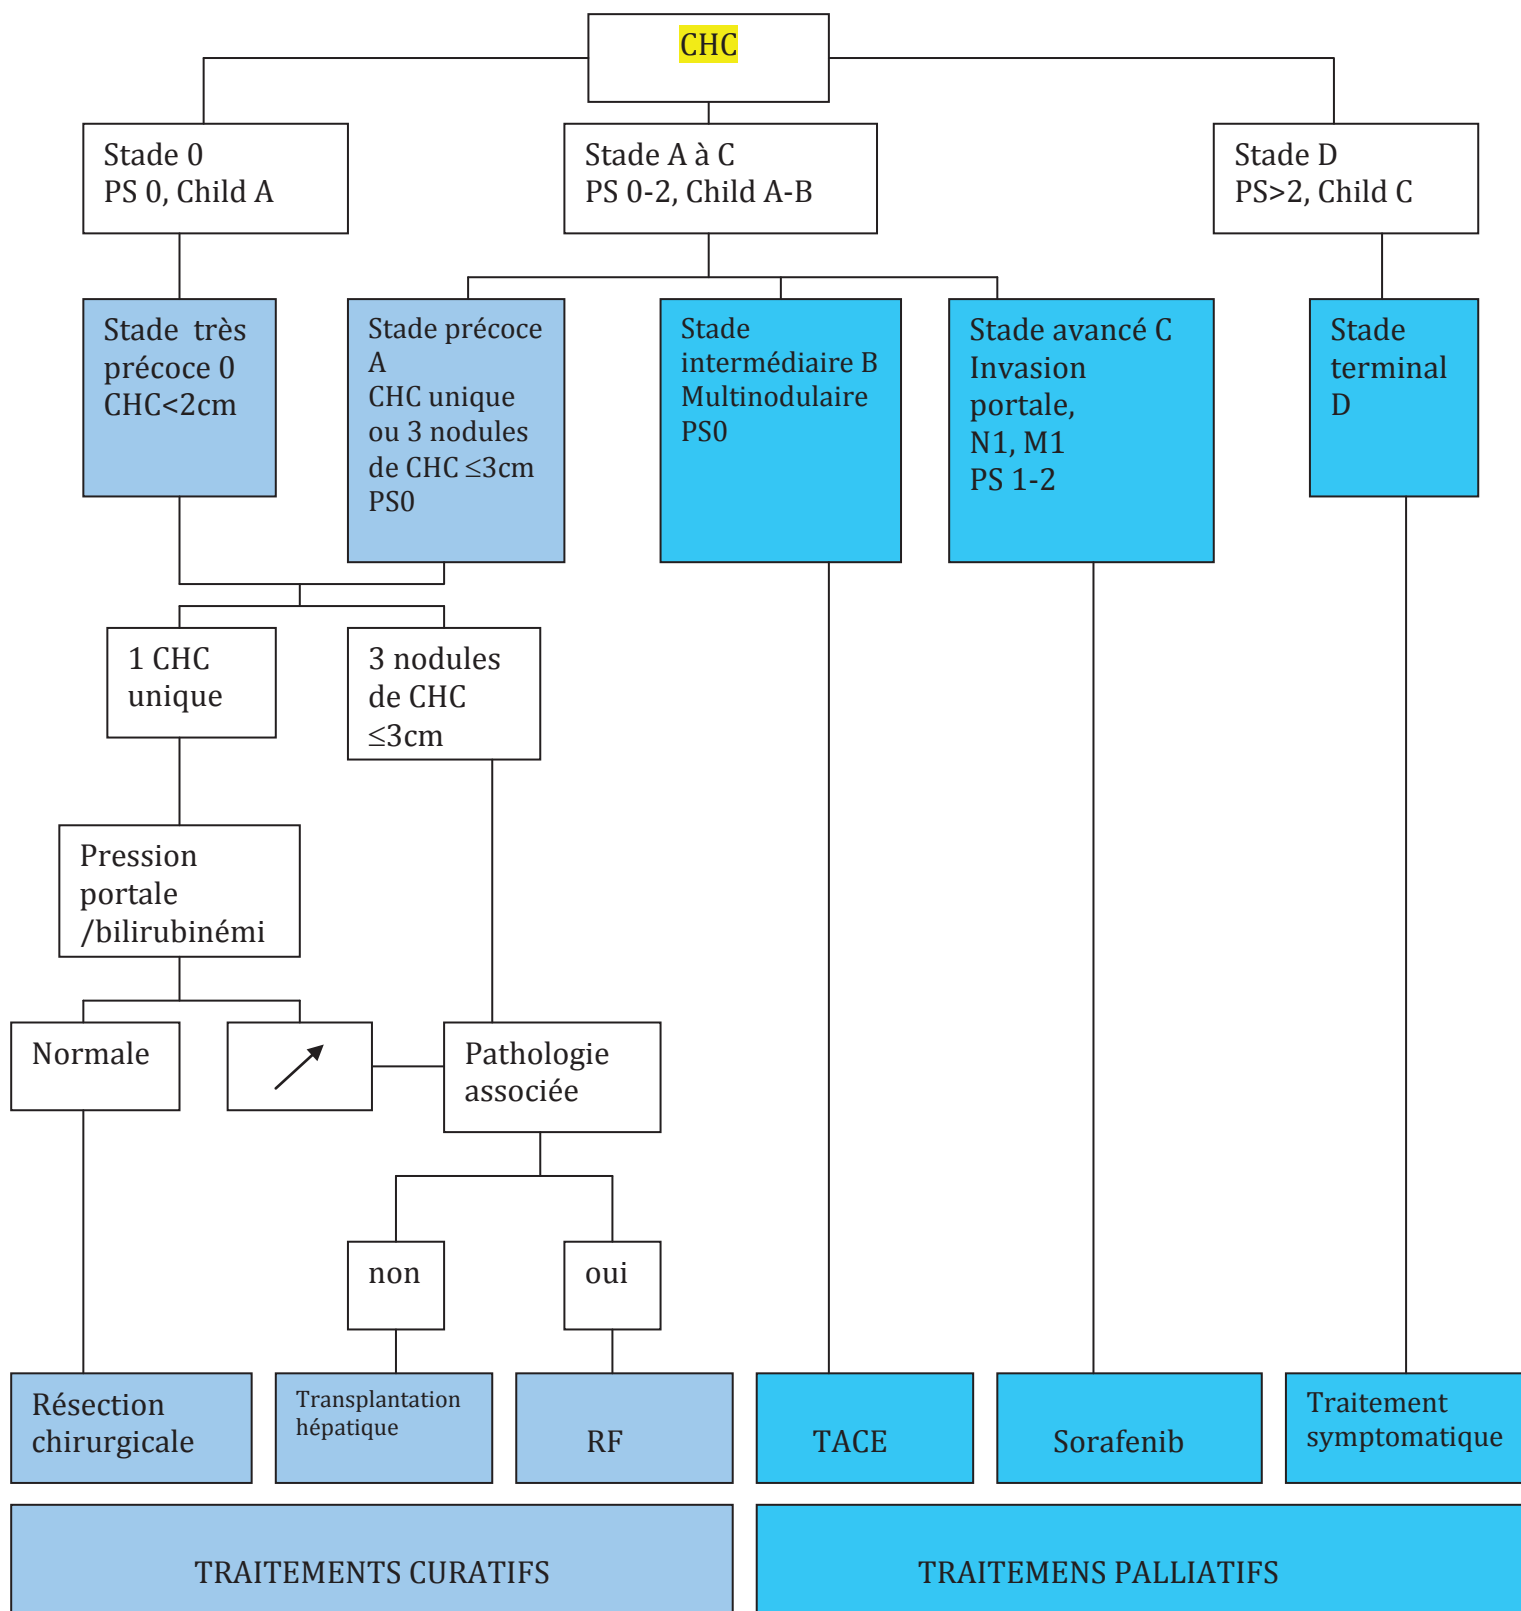 CHC
Stade 0
PS 0, Child A
Stade A à C
PS 0-2, Child A-B
Stade D
PS>2, Child C
Stade très
précoce 0
CHC<2cm
Stade précoce
A
CHC unique
ou 3 nodules
de CHC ≤3cm
PS0
Stade
intermédiaire B
Multinodulaire
PS0
Stade avancé C
Invasion
portale,
N1, M1
PS 1-2
Stade
terminal
D
1 CHC
unique
3 nodules
de CHC
≤3cm
Pression
portale
/bilirubinémi
Normale
Pathologie
associée
non
oui
Résection
chirurgicale
Transplantation
hépatique
RF
TACE
Sorafenib
Traitement
symptomatique
TRAITEMENTS CURATIFS
TRAITEMENS PALLIATIFS